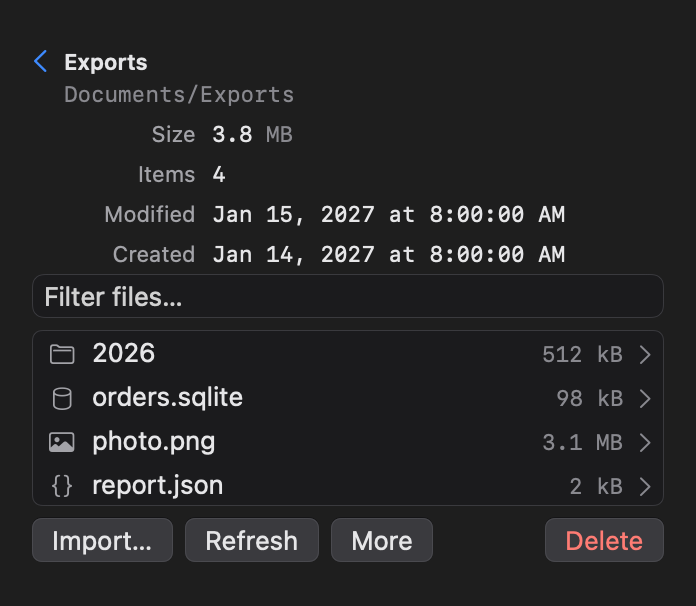 Exports
Documents/Exports
Size 3.8 MB
Items 4
Modified Jan 15, 2027 at 8:00:00 AM
Created Jan 14, 2027 at 8:00:00 AM
Filter files...
2026 512 kB
orders.sqlite 98 kB
photo.png 3.1 MB
{} report.json 2 kB
Import... Refresh More Delete